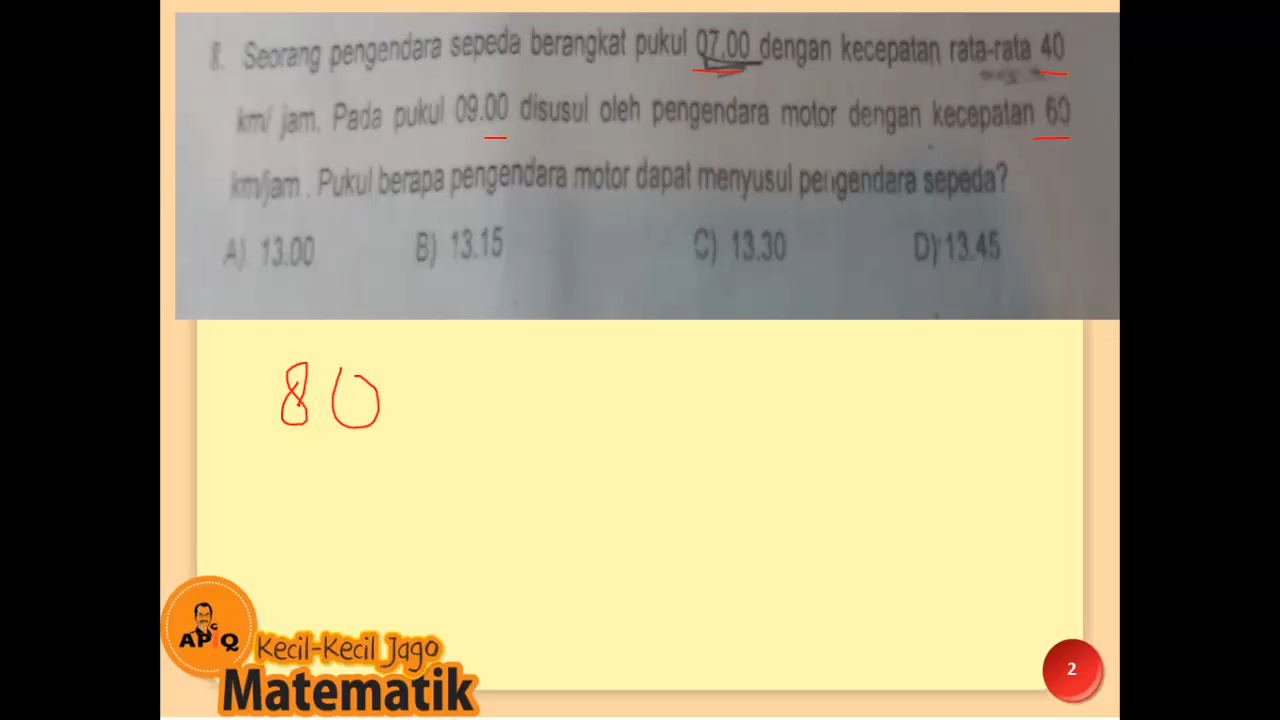 8. Seorang pengendara sepeda berangkat pukul 07.00 dengan kecepatan rata-rata 40
km/ jam. Pada pukul 09.00 disusul oleh pengendara motor dengan kecepatan 60
km/jam . Pukul berapa pengendara motor dapat menyusul pengendara sepeda?
A) 13.00 B) 13.15 C) 13.30 D) 13.45
80
APiQ
Kecil-Kecil Jago
Matematik
2